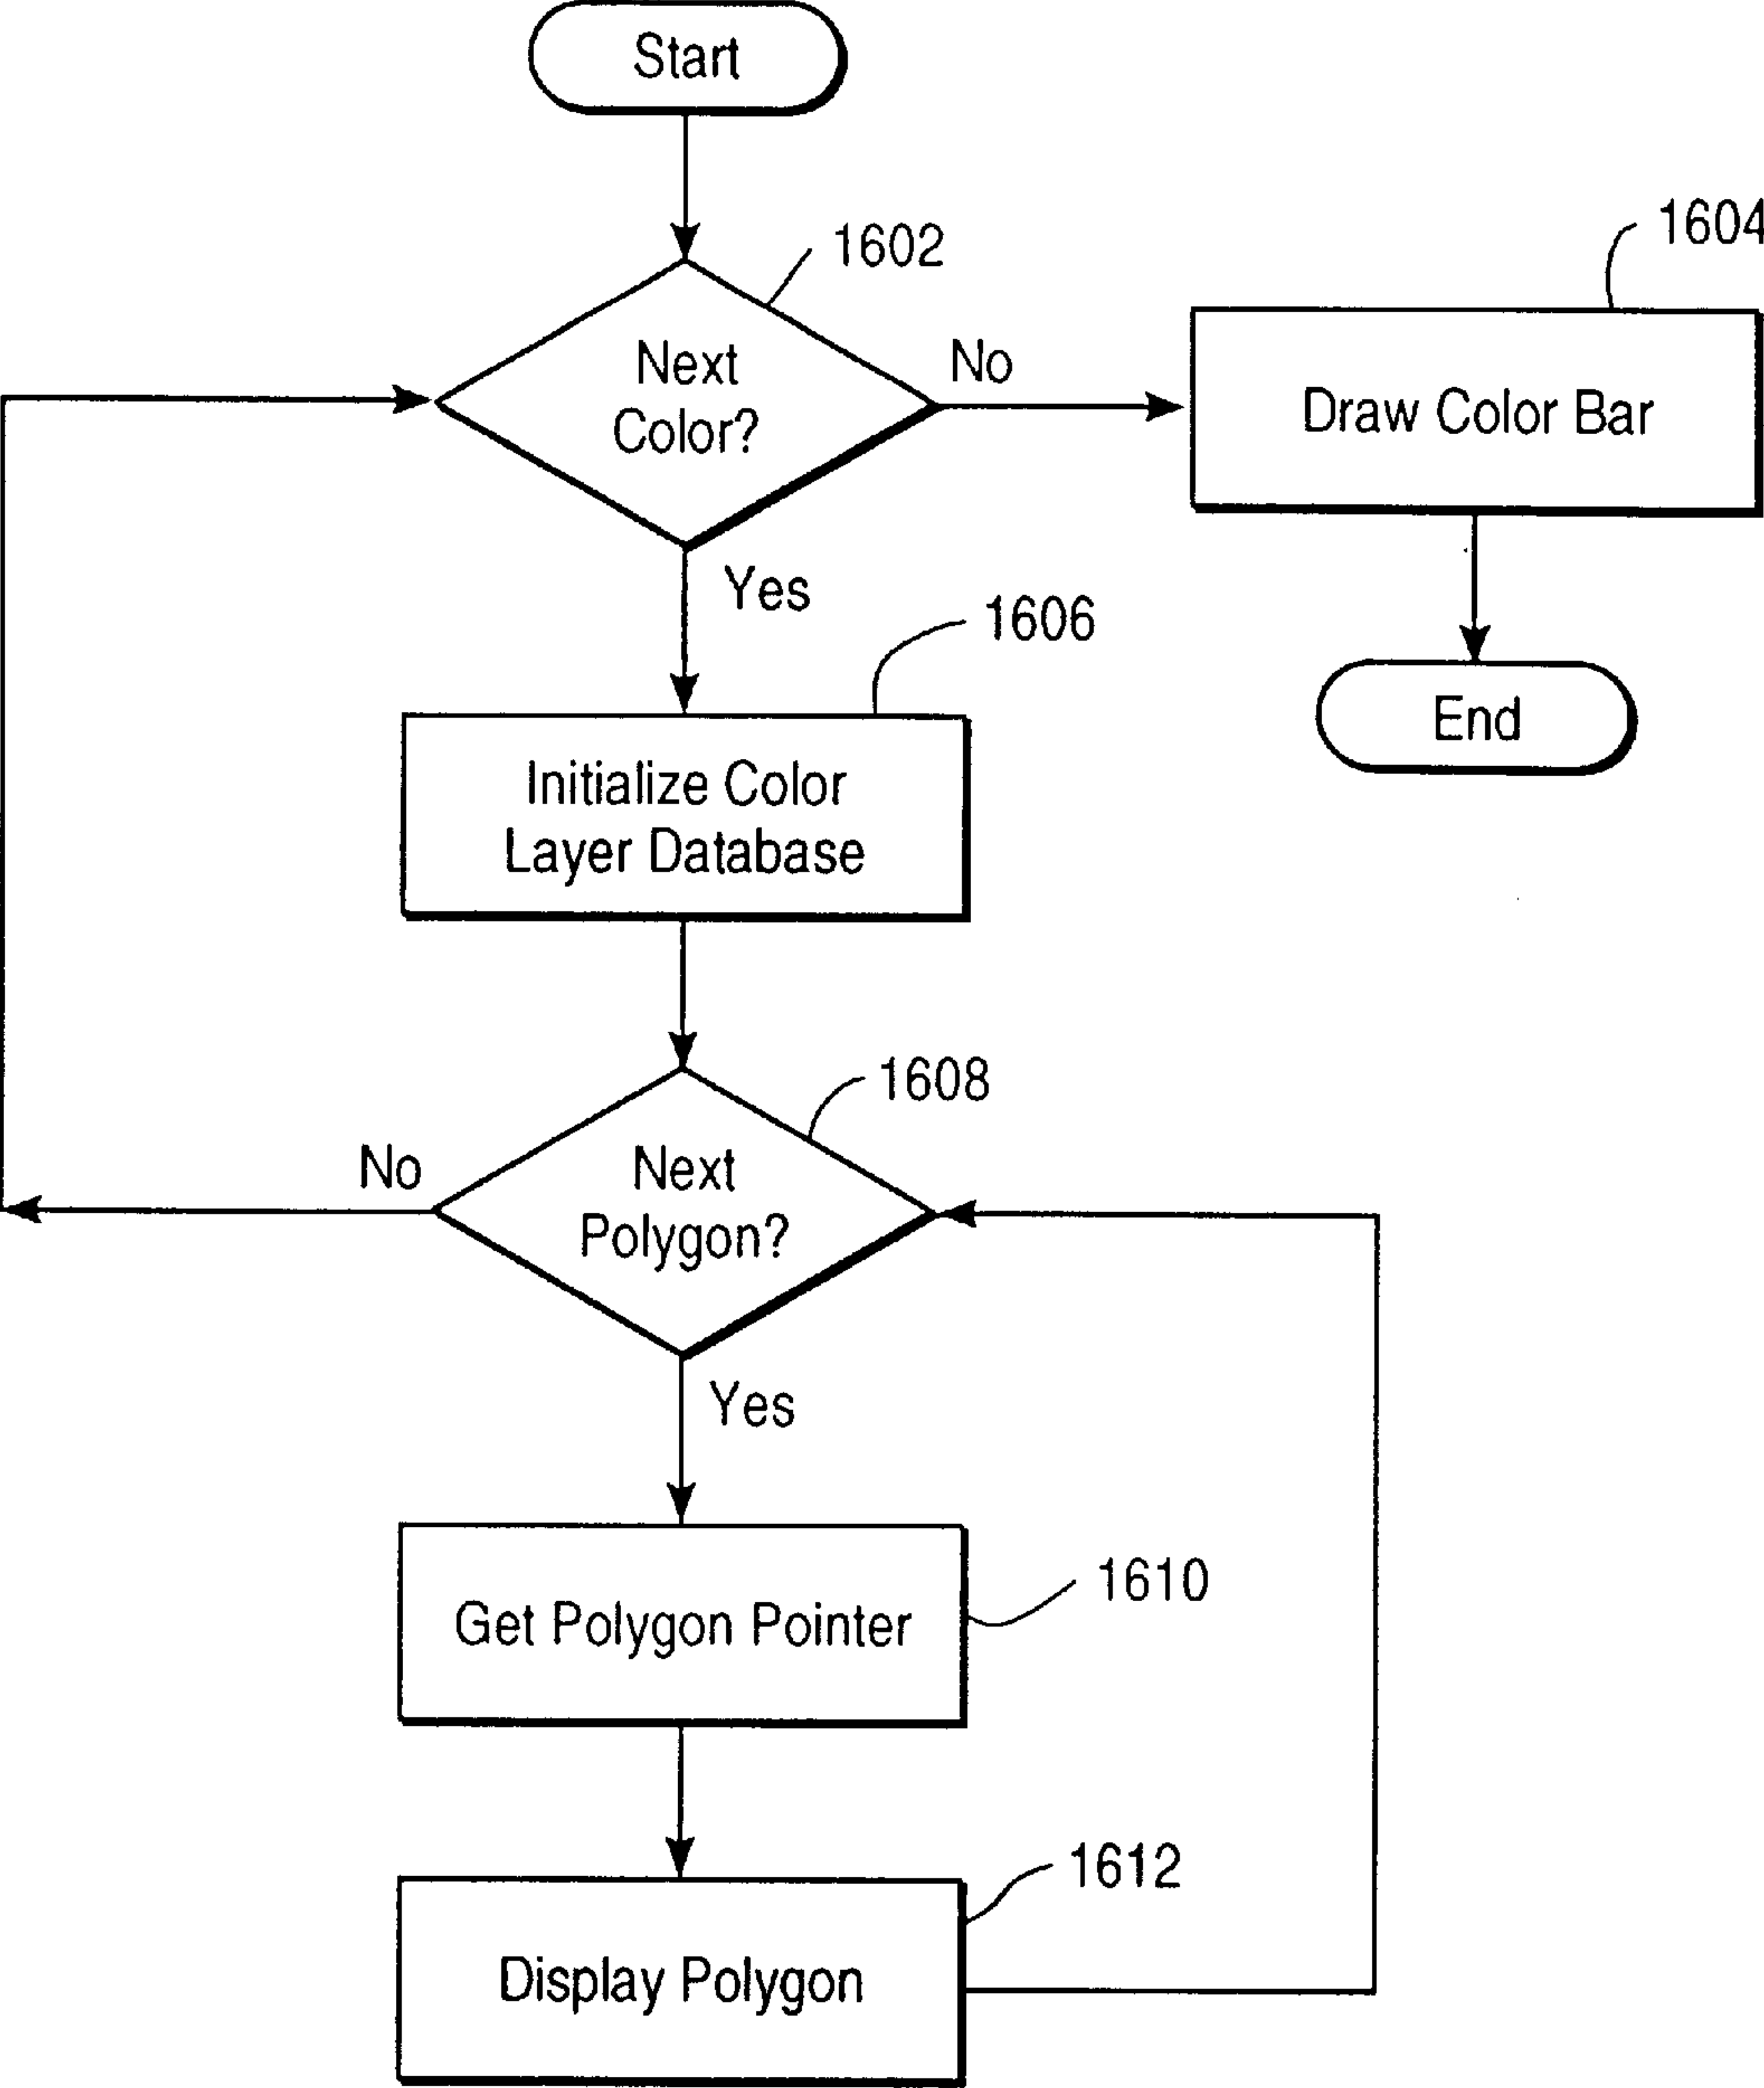 Start
1602
1604
Next
Color?
No
Draw Color Bar
Yes
1606
End
Initialize Color
Layer Database
1608
No
Next
Polygon?
Yes
1610
Get Polygon Pointer
1612
Display Polygon